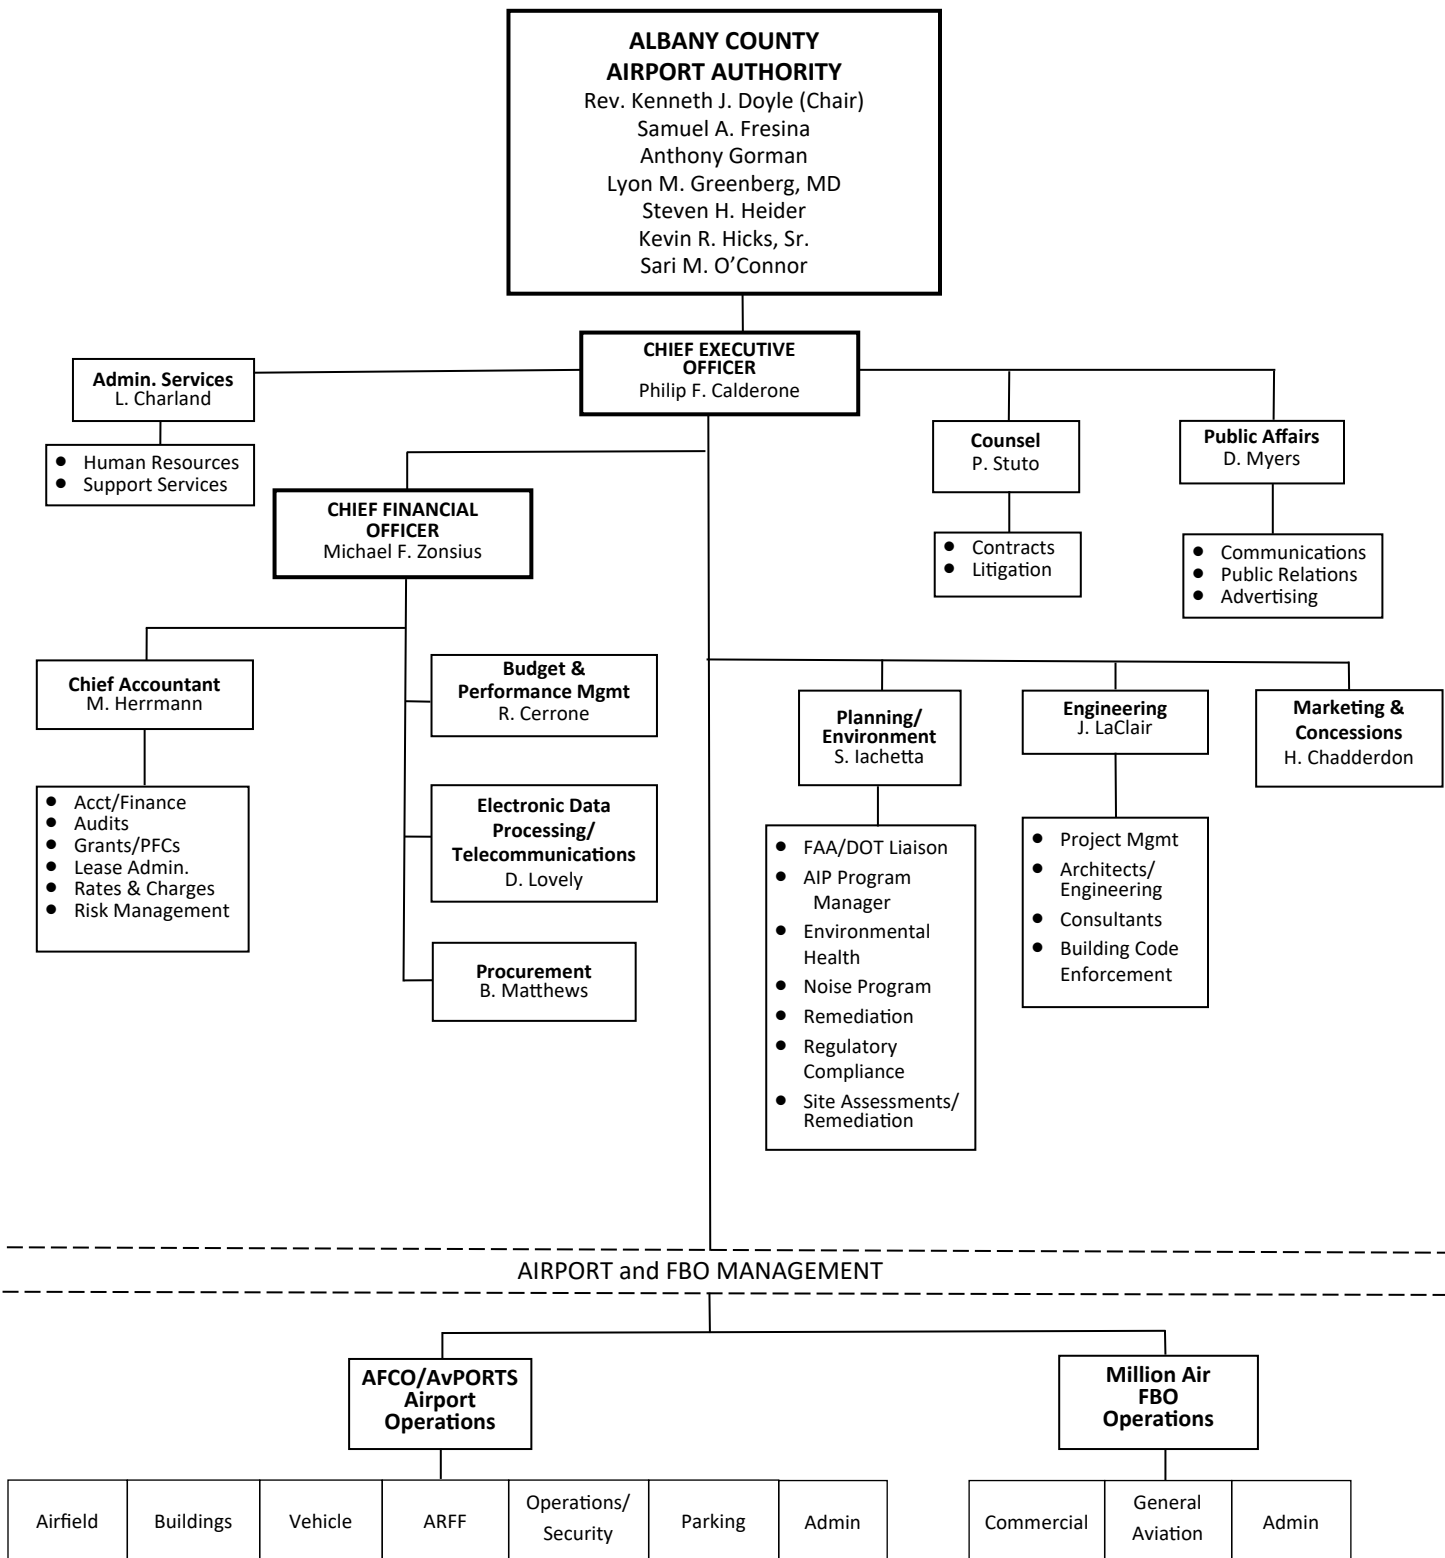 ALBANY COUNTY
AIRPORT AUTHORITY
Rev. Kenneth J. Doyle (Chair)
Samuel A. Fresina
Anthony Gorman
Lyon M. Greenberg, MD
Steven H. Heider
Kevin R. Hicks, Sr.
Sari M. O’Connor
CHIEF EXECUTIVE
OFFICER
Philip F. Calderone
Admin. Services
L. Charland
● Human Resources
● Support Services
Counsel
P. Stuto
● Contracts
● Litigation
Public Affairs
D. Myers
● Communications
● Public Relations
● Advertising
CHIEF FINANCIAL
OFFICER
Michael F. Zonsius
Chief Accountant
M. Herrmann
● Acct/Finance
● Audits
● Grants/PFCs
● Lease Admin.
● Rates & Charges
● Risk Management
Budget &
Performance Mgmt
R. Cerrone
Electronic Data
Processing/
Telecommunications
D. Lovely
Procurement
B. Matthews
Planning/
Environment
S. Iachetta
● FAA/DOT Liaison
● AIP Program
Manager
● Environmental
Health
● Noise Program
● Remediation
● Regulatory
Compliance
● Site Assessments/
Remediation
Engineering
J. LaClair
● Project Mgmt
● Architects/
Engineering
● Consultants
● Building Code
Enforcement
Marketing &
Concessions
H. Chadderdon
AIRPORT and FBO MANAGEMENT
AFCO/AvPORTS
Airport
Operations
Airfield
Buildings
Vehicle
ARFF
Operations/
Security
Parking
Admin
Million Air
FBO
Operations
Commercial
General
Aviation
Admin